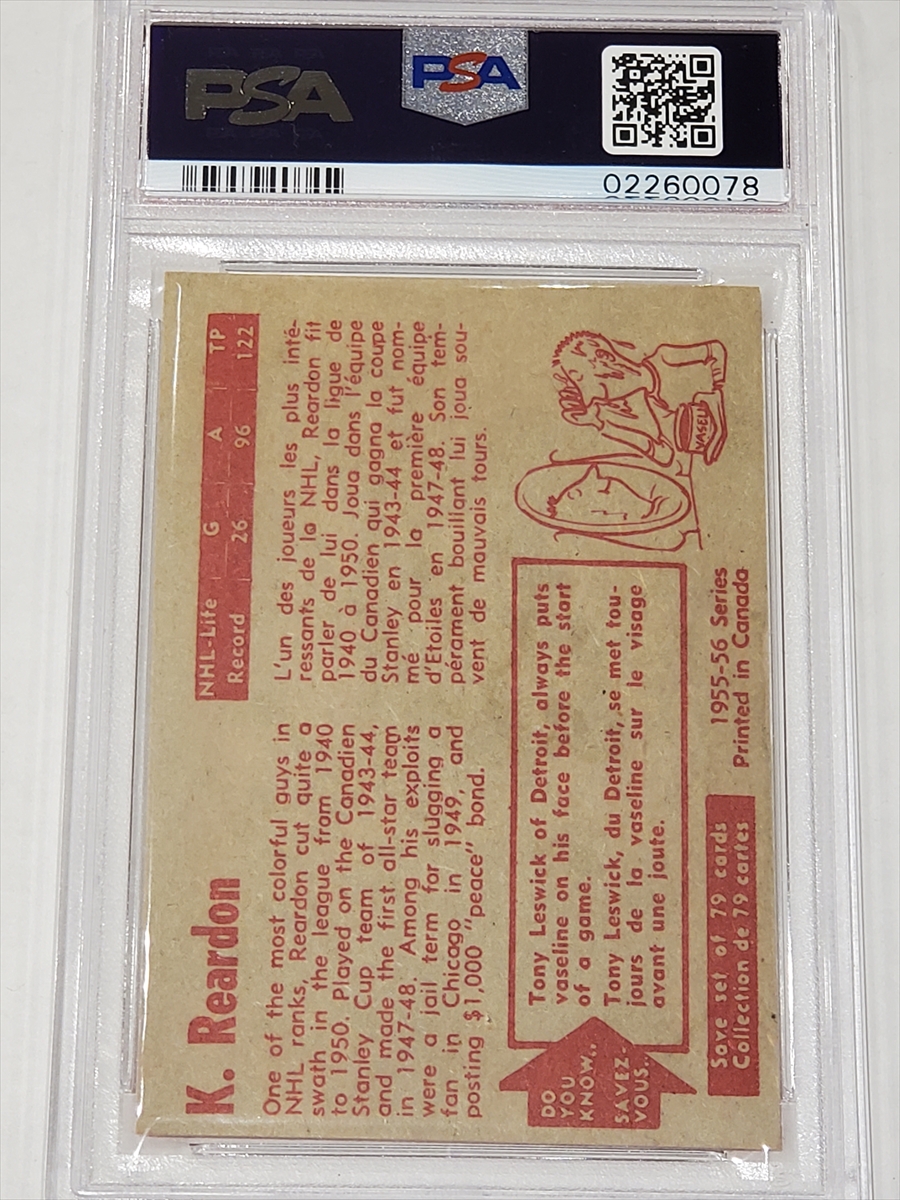 PSA
PSA
02260078
K. Reardon
One of the most colorful guys in
NHL ranks, Reardon cut quite a
swath in the league from 1940
to 1950. Played on the Canadien
Stanley Cup team of 1943-44,
and made the first all-star team
in 1947-48. Among his exploits
were a jail term for slugging a
fan in Chicago in 1949, and
posting $1,000 "peace" bond.
NHL-Life G A TP
Record 26 96 122
L'un des joueurs les plus inté-
ressants de la NHL, Reardon fit
parler de lui dans la ligue de
1940 à 1950. Joua dans l'équipe
du Canadien qui gagna la coupe
Stanley en 1943-44 et fut nom-
mé pour la première équipe
d'Etoiles en 1947-48. Son tem-
pérament bouillant lui joua sou-
vent de mauvais tours.
DO
YOU
KNOW..
SAVEZ-
VOUS..
Tony Leswick of Detroit, always puts
vaseline on his face before the start
of a game.
Tony Leswick, du Detroit, se met tou-
jours de la vaseline sur le visage
avant une joute.
VASEL
Save set of 79 cards
Collection de 79 cartes
1955-56 Series
Printed in Canada